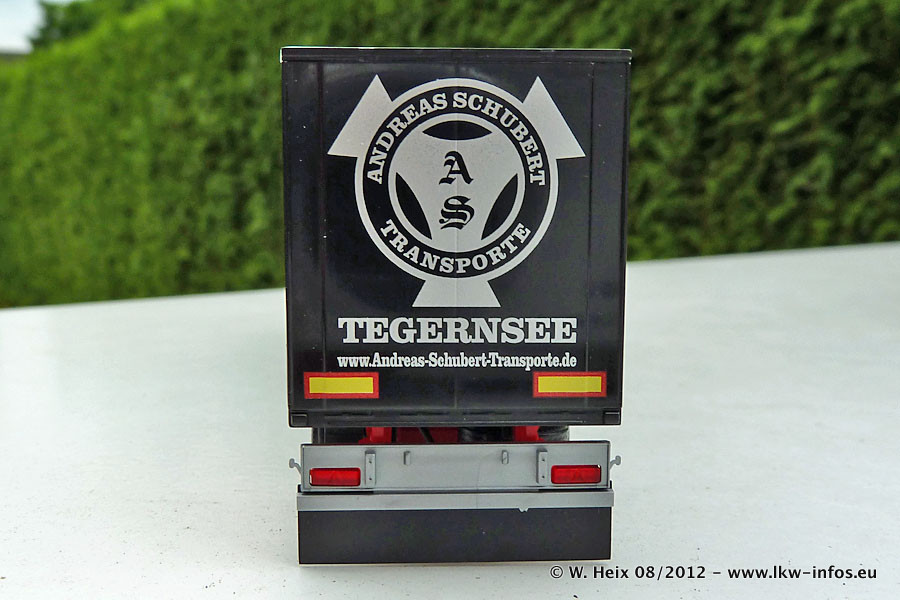 ANDREAS SCHUBERT
A
S
TRANSPORTE
TEGERNSEE
www.Andreas-Schubert-Transporte.de
© W. Heix 08/2012 - www.lkw-infos.eu